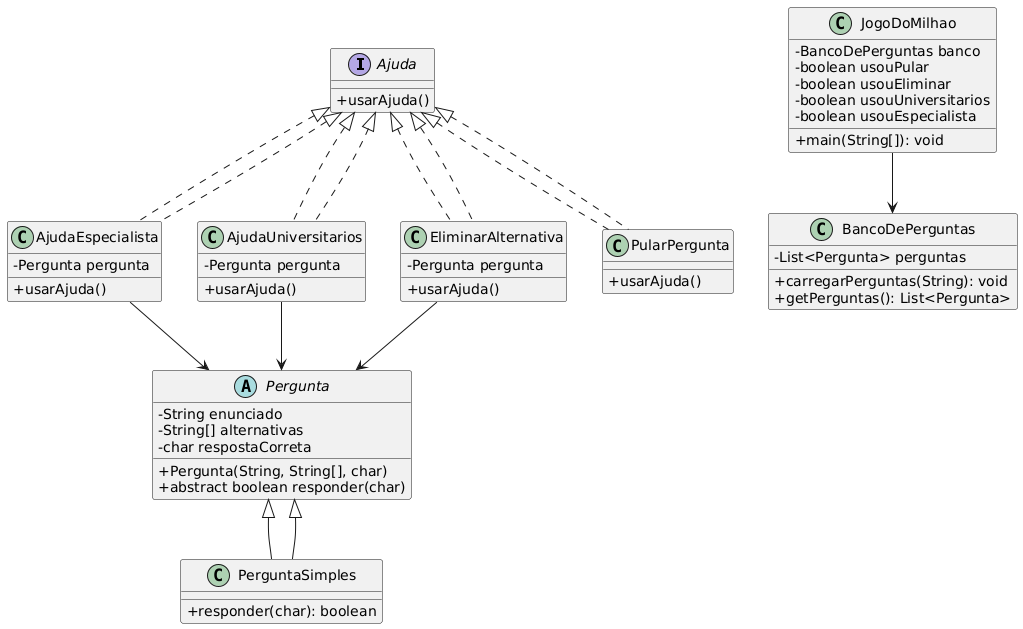 I Ajuda
+usarAjuda()
C JogoDoMilhao
-BancoDePerguntas banco
-boolean usouPular
-boolean usouEliminar
-boolean usouUniversitarios
-boolean usouEspecialista
+main(String[]): void
C AjudaEspecialista
-Pergunta pergunta
+usarAjuda()
C AjudaUniversitarios
-Pergunta pergunta
+usarAjuda()
C EliminarAlternativa
-Pergunta pergunta
+usarAjuda()
C PularPergunta
+usarAjuda()
C BancoDePerguntas
-List<Pergunta> perguntas
+carregarPerguntas(String): void
+getPerguntas(): List<Pergunta>
A Pergunta
-String enunciado
-String[] alternativas
-char respostaCorreta
+Pergunta(String, String[], char)
+abstract boolean responder(char)
C PerguntaSimples
+responder(char): boolean